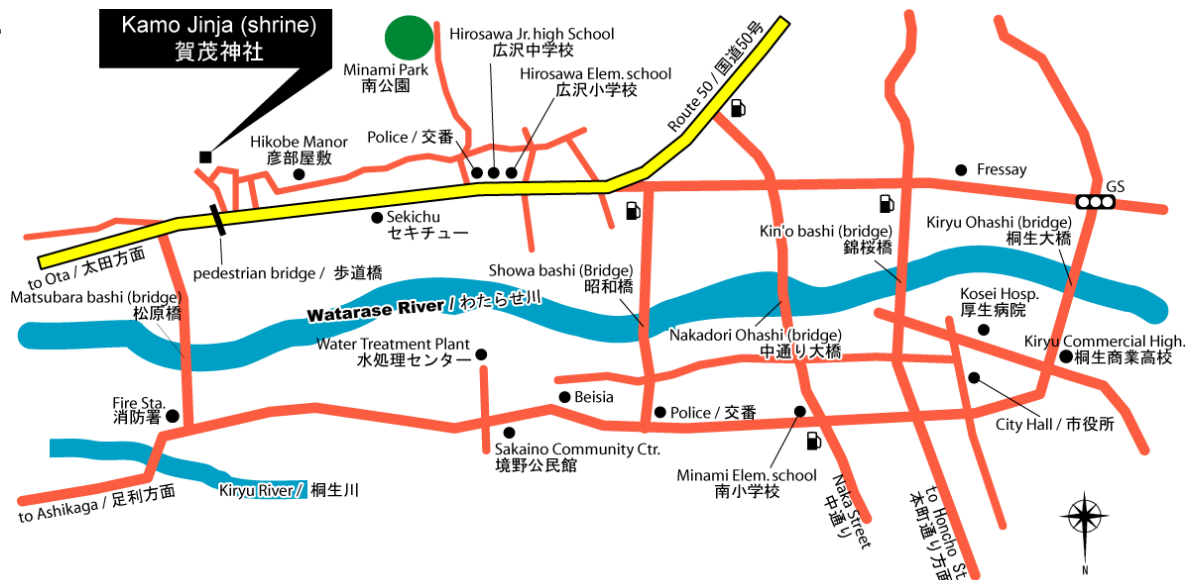 Kamo Jinja (shrine)
賀茂神社
Minami Park
南公園
Hirosawa Jr. high School
広沢中学校
Hirosawa Elem. school
広沢小学校
Police / 交番
Hikobe Manor
彦部屋敷
Route 50 / 国道50号
Fressay
GS
Sekichu
セキチュー
to Ota / 太田方面
pedestrian bridge / 歩道橋
Matsubara bashi (bridge)
松原橋
Showa bashi (Bridge)
昭和橋
Kin'o bashi (bridge)
錦桜橋
Kiryu Ohashi (bridge)
桐生大橋
Watarase River / わたらせ川
Nakadori Ohashi (bridge)
中通り大橋
Kosei Hosp.
厚生病院
Kiryu Commercial High.
桐生商業高校
Water Treatment Plant
水処理センター
Fire Sta.
消防署
Beisia
Police / 交番
City Hall / 市役所
Sakaino Community Ctr.
境野公民館
Minami Elem. school
南小学校
Kiryu River / 桐生川
to Ashikaga / 足利方面
Naka Street
中通り
to Honcho St.
本町通り方面
N